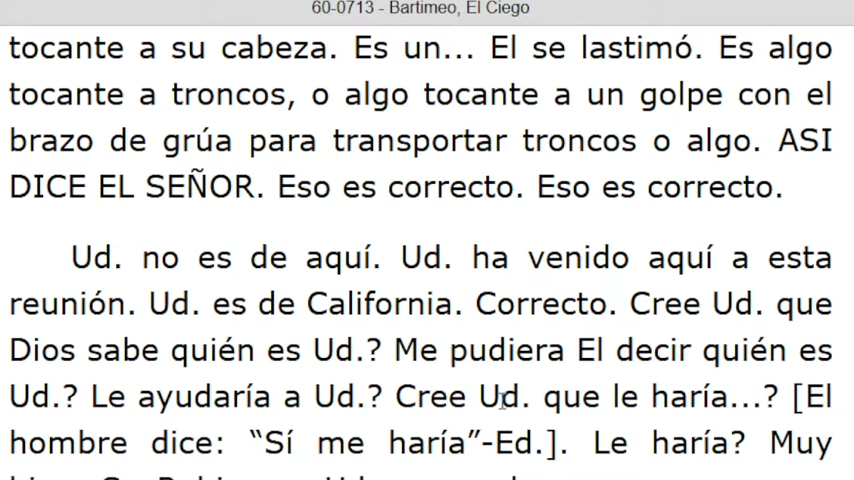 60-0713 - Bartimeo, El Ciego
tocante a su cabeza. Es un... El se lastimó. Es algo
tocante a troncos, o algo tocante a un golpe con el
brazo de grúa para transportar troncos o algo. ASI
DICE EL SEÑOR. Eso es correcto. Eso es correcto.
Ud. no es de aquí. Ud. ha venido aquí a esta
reunión. Ud. es de California. Correcto. Cree Ud. que
Dios sabe quién es Ud.? Me pudiera El decir quién es
Ud.? Le ayudaría a Ud.? Cree Ud. que le haría...? [El
hombre dice: “Sí me haría”-Ed.]. Le haría? Muy